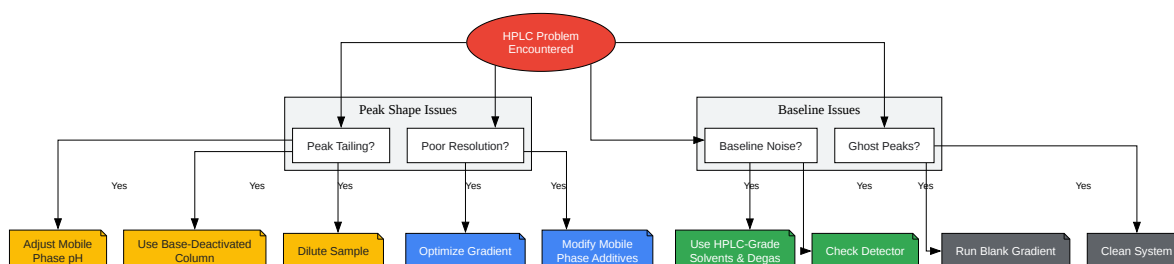 HPLC Problem
Encountered
Peak Shape Issues
Baseline Issues
Peak Tailing?
Poor Resolution?
Baseline Noise?
Ghost Peaks?
Yes
Yes
Yes
Yes
Yes
Yes
Yes
Yes
Yes
Adjust Mobile
Phase pH
Use Base-Deactivated
Column
Dilute Sample
Optimize Gradient
Modify Mobile
Phase Additives
Use HPLC-Grade
Solvents & Degas
Check Detector
Run Blank Gradient
Clean System